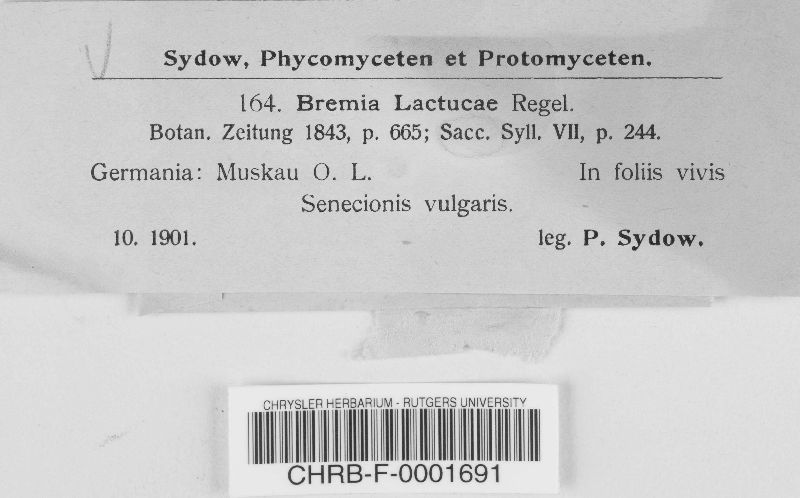 Sydow, Phycomyceten et Protomyceten.
164. Bremia Lactucae Regel.
Botan. Zeitung 1843, p. 665; Sacc. Syll. VII, p. 244.
Germania: Muskau O. L. In foliis vivis
Senecionis vulgaris.
10. 1901. leg. P. Sydow.
CHRYSLER HERBARIUM - RUTGERS UNIVERSITY
CHRB-F-0001691